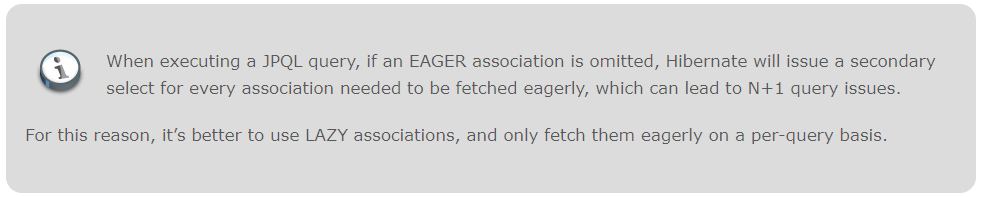 When executing a JPQL query, if an EAGER association is omitted, Hibernate will issue a secondary
select for every association needed to be fetched eagerly, which can lead to N+1 query issues.
For this reason, it’s better to use LAZY associations, and only fetch them eagerly on a per-query basis.